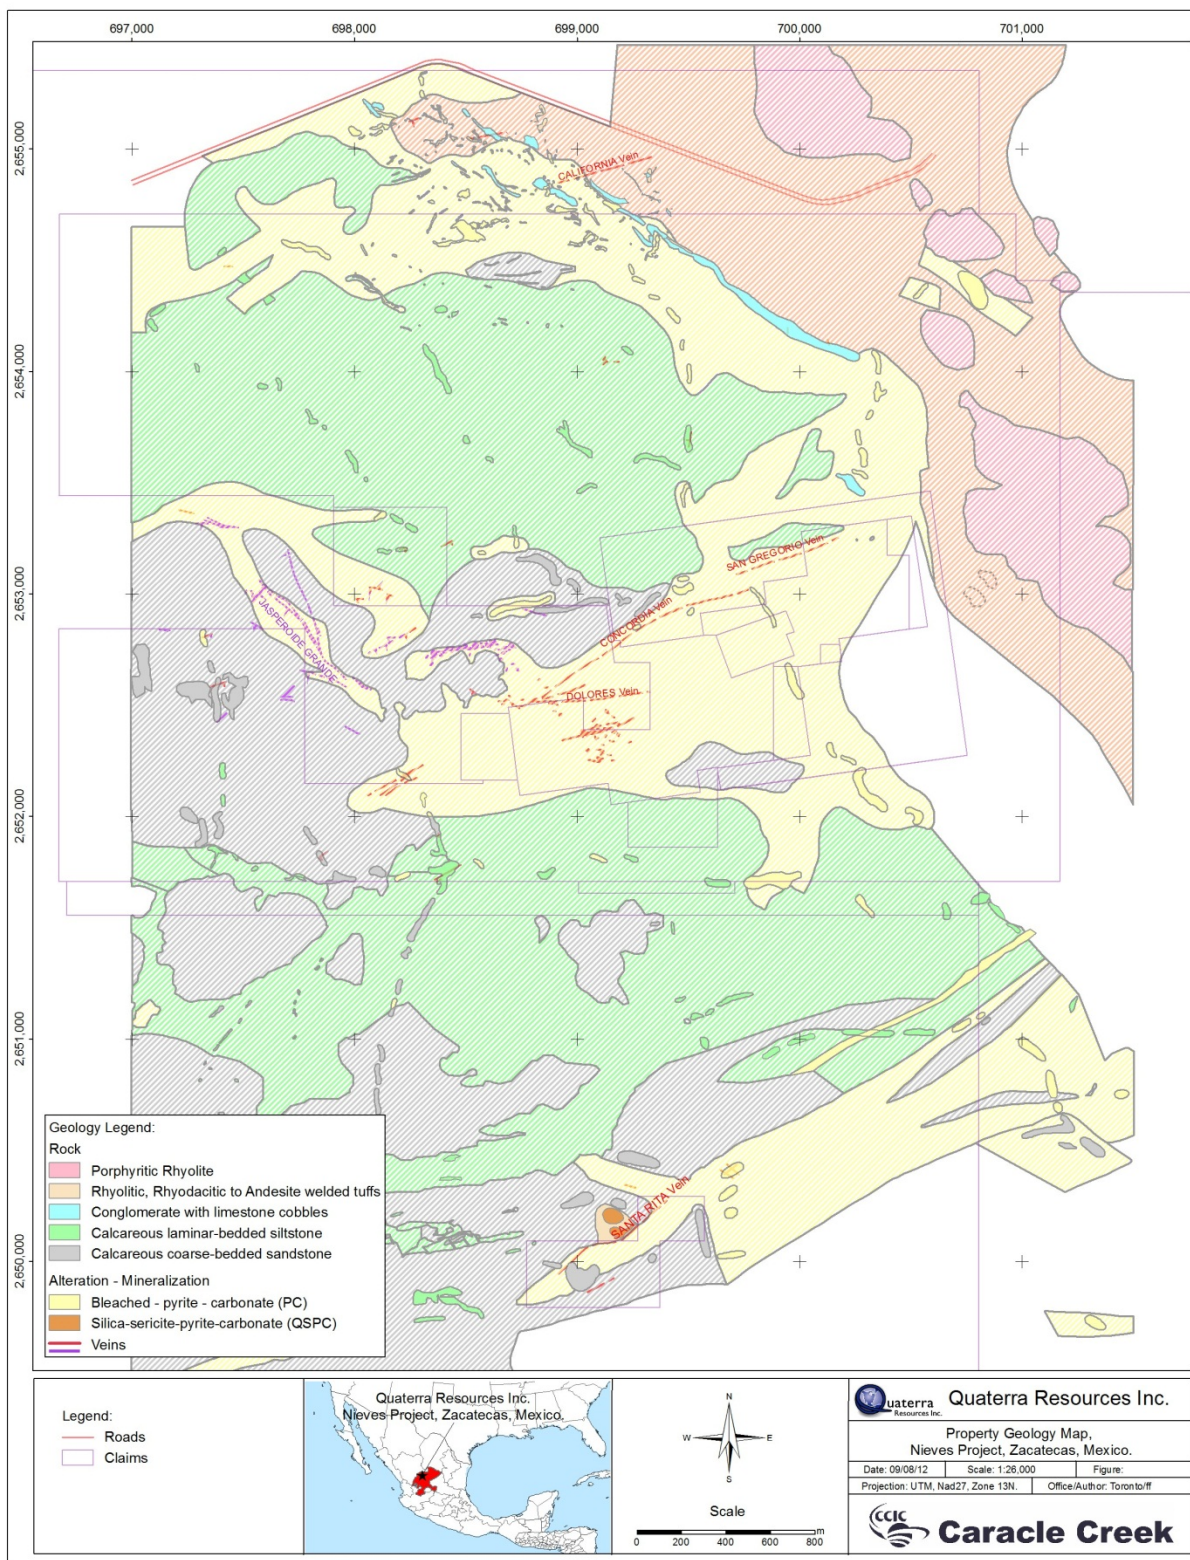 697,000 698,000 699,000 700,000 701,000
2,655,000
2,654,000
2,653,000
2,652,000
2,651,000
2,650,000
CALIFORNIA Vein
SAN GREGORIO Vein
CONCORDIA Vein
JASPEROIDE GRANDE
DOLORES Vein
SANTA RITA Vein
Geology Legend:
Rock
Porphyritic Rhyolite
Rhyolitic, Rhyodacitic to Andesite welded tuffs
Conglomerate with limestone cobbles
Calcareous laminar-bedded siltstone
Calcareous coarse-bedded sandstone
Alteration - Mineralization
Bleached - pyrite - carbonate (PC)
Silica-sericite-pyrite-carbonate (QSPC)
Veins
Legend:
Roads
Claims
Quaterra Resources Inc.
Nieves Project, Zacatecas, Mexico.
N
W E
S
Scale
0 200 400 600 800 m
Quaterra
Resources Inc.
Quaterra Resources Inc.
Property Geology Map,
Nieves Project, Zacatecas, Mexico.
Date: 09/08/12 Scale: 1:26,000 Figure:
Projection: UTM, Nad27, Zone 13N. Office/Author: Toronto/ff
CCIC
Caracle Creek